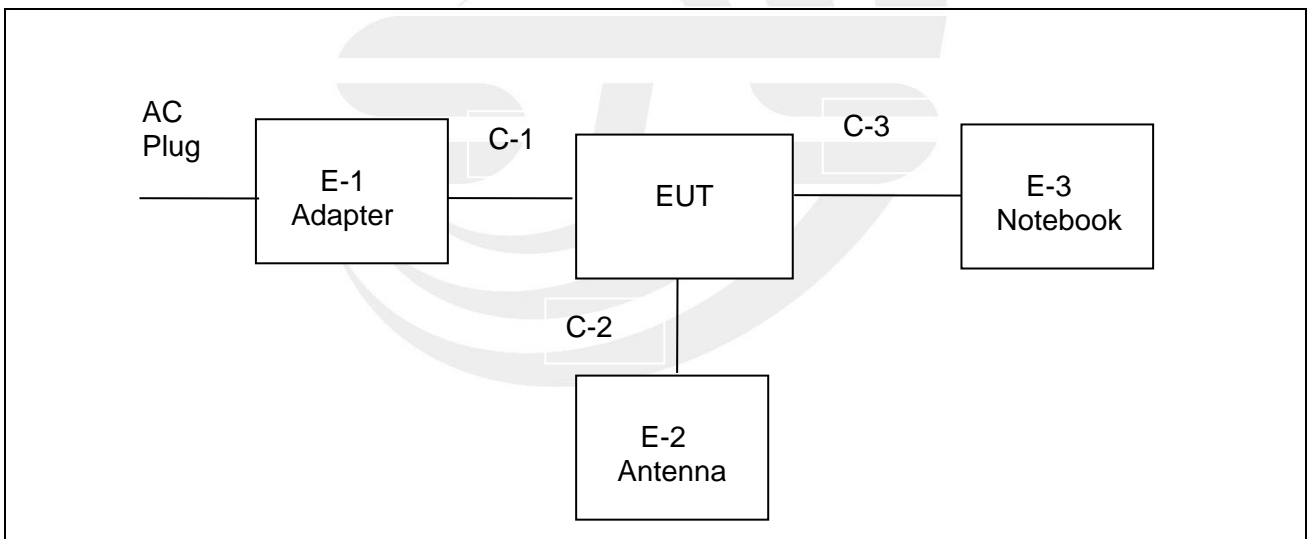 AC
Plug
E-1
Adapter
C-1
EUT
C-3
E-3
Notebook
C-2
E-2
Antenna